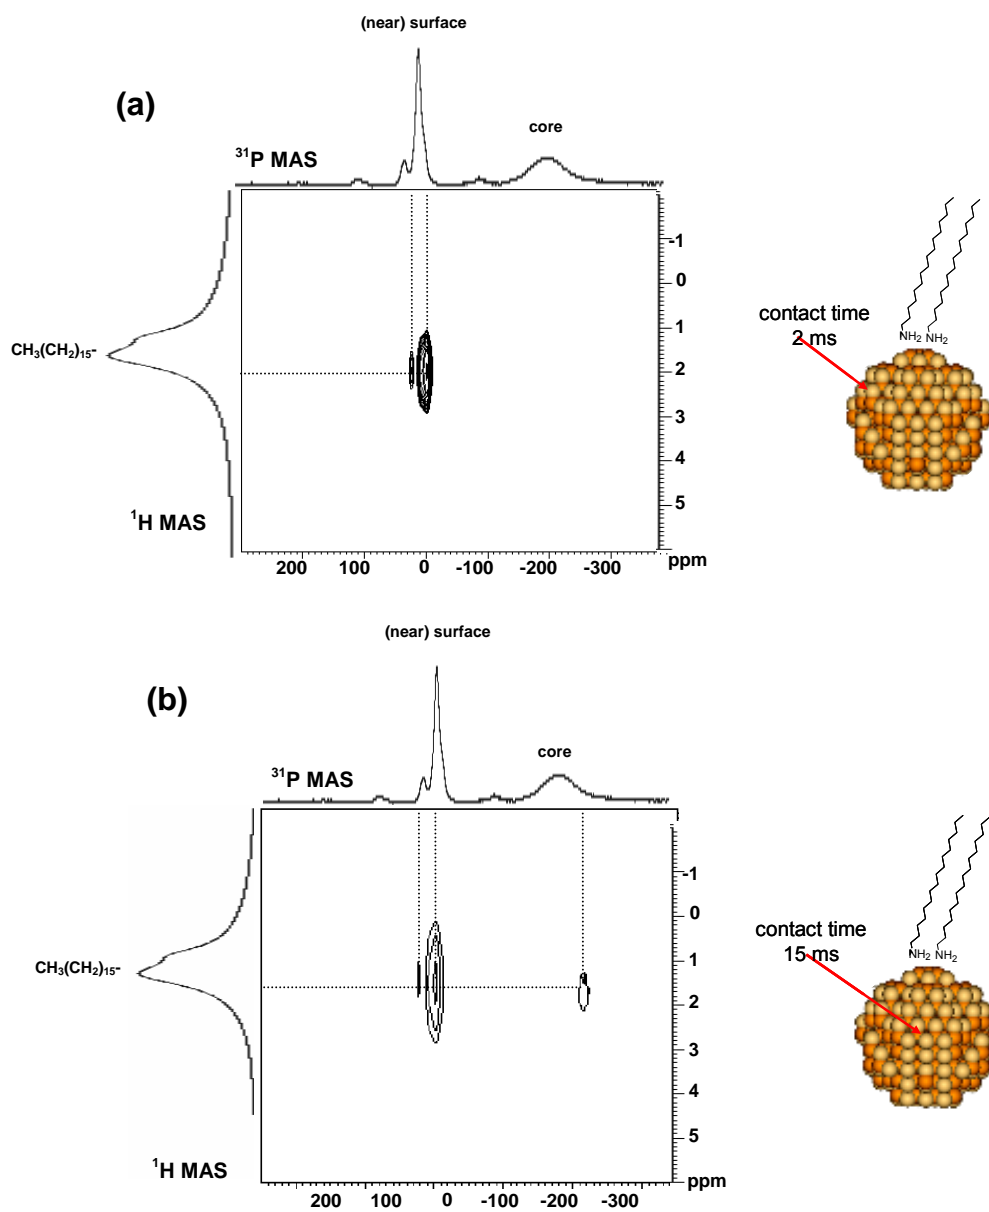 (near) surface
(a)
core
³¹P MAS
-1
0
1
2
3
4
5
CH₃(CH₂)₁₅-
¹H MAS
200 100 0 -100 -200 -300 ppm
contact time
2 ms
NH₂ NH₂
(near) surface
(b)
core
³¹P MAS
-1
0
1
2
3
4
5
CH₃(CH₂)₁₅-
¹H MAS
200 100 0 -100 -200 -300 ppm
contact time
15 ms
NH₂ NH₂